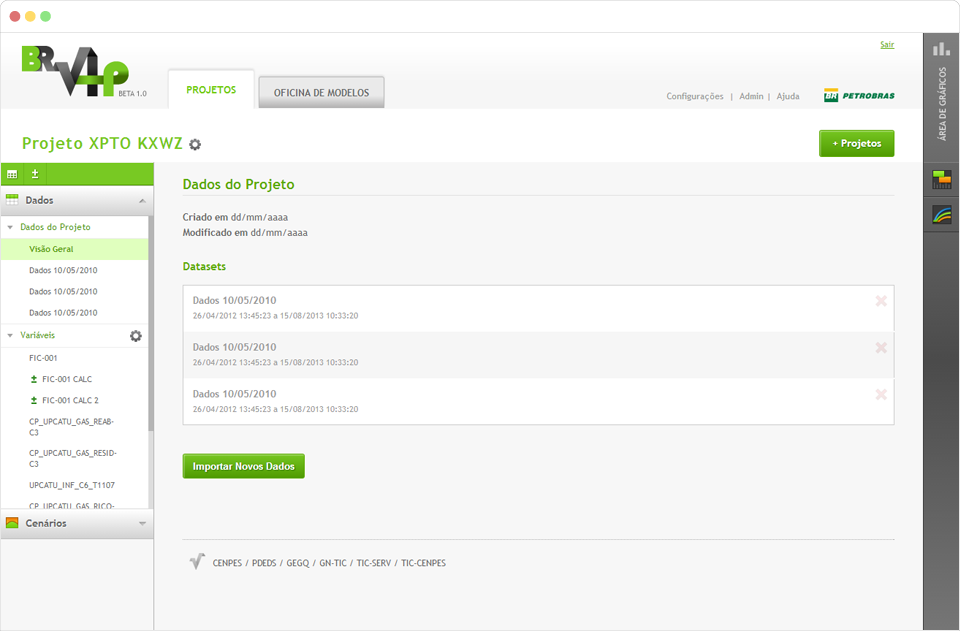 Sair
BR
VIP
BETA 1.0
PROJETOS
OFICINA DE MODELOS
Configurações | Admin | Ajuda
BR PETROBRAS
ÁREA DE GRÁFICOS
Projeto XPTO KXWZ
+ Projetos
Dados
Dados do Projeto
Visão Geral
Dados 10/05/2010
Dados 10/05/2010
Dados 10/05/2010
Variáveis
FIC-001
FIC-001 CALC
FIC-001 CALC 2
CP_UPCATU_GAS_REAB-
C3
CP_UPCATU_GAS_RESID-
C3
UPCATU_INF_C6_T1107
CP_UPCATU_GAS_RICO-
Cenários
Dados do Projeto
Criado em dd/mm/aaaa
Modificado em dd/mm/aaaa
Datasets
Dados 10/05/2010
26/04/2012 13:45:23 a 15/08/2013 10:33:20
Dados 10/05/2010
26/04/2012 13:45:23 a 15/08/2013 10:33:20
Dados 10/05/2010
26/04/2012 13:45:23 a 15/08/2013 10:33:20
Importar Novos Dados
CENPES / PDEDS / GEGQ / GN-TIC / TIC-SERV / TIC-CENPES